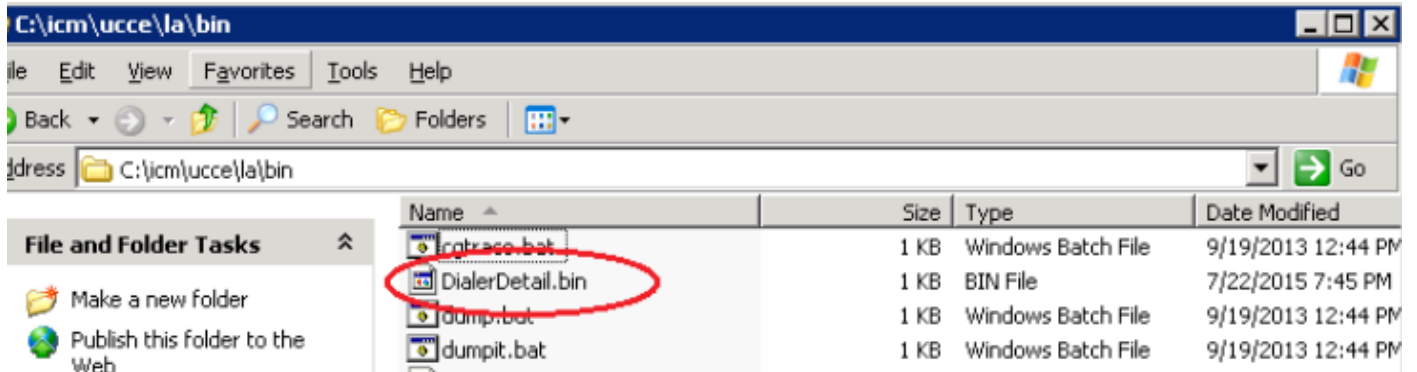 C:\icm\ucce\la\bin
ile Edit View Favorites Tools Help
Back Search Folders
ddress C:\icm\ucce\la\bin Go
Name Size Type Date Modified
File and Folder Tasks
cgtrace.bat 1 KB Windows Batch File 9/19/2013 12:44 PM
DialerDetail.bin 1 KB BIN File 7/22/2015 7:45 PM
Make a new folder
dump.bat 1 KB Windows Batch File 9/19/2013 12:44 PM
Publish this folder to the
Web
dumpit.bat 1 KB Windows Batch File 9/19/2013 12:44 PM